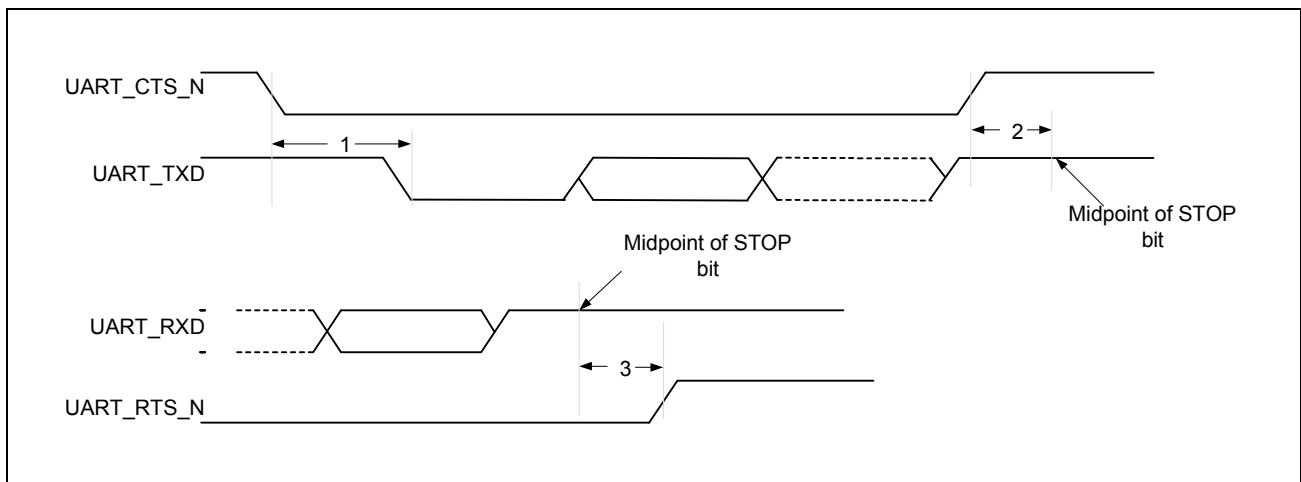 UART_CTS_N
1
2
UART_TXD
Midpoint of STOP
bit
Midpoint of STOP
bit
UART_RXD
3
UART_RTS_N